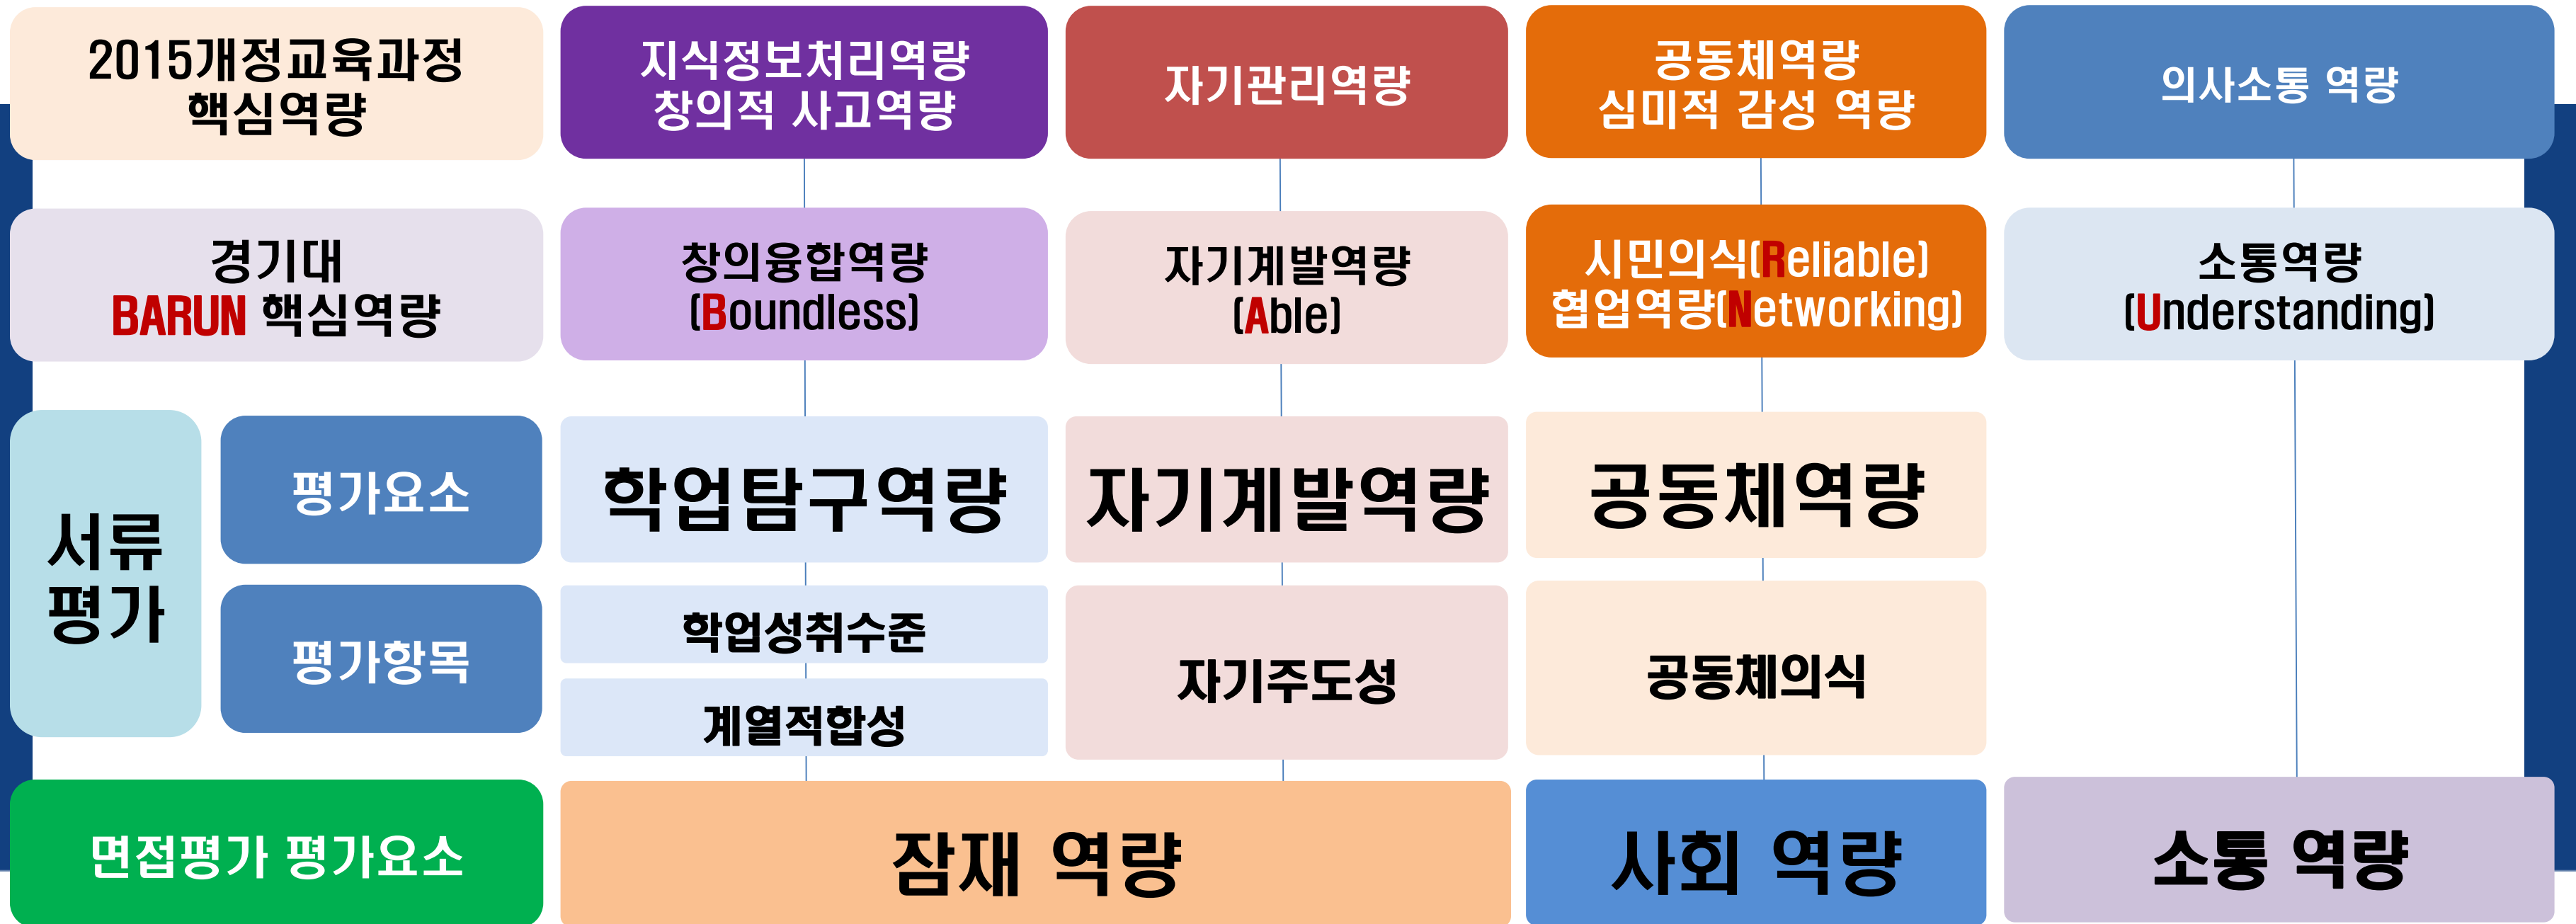 2015개정교육과정
핵심역량
지식정보처리역량
창의적 사고역량
자기관리역량
공동체역량
심미적 감성 역량
의사소통 역량
경기대
BARUN 핵심역량
창의융합역량
(Boundless)
자기계발역량
(Able)
시민의식(Reliable)
협업역량(Networking)
소통역량
(Understanding)
서류
평가
평가요소
학업탐구역량
자기계발역량
공동체역량
평가항목
학업성취수준
계열적합성
자기주도성
공동체의식
면접평가 평가요소
잠재 역량
사회 역량
소통 역량